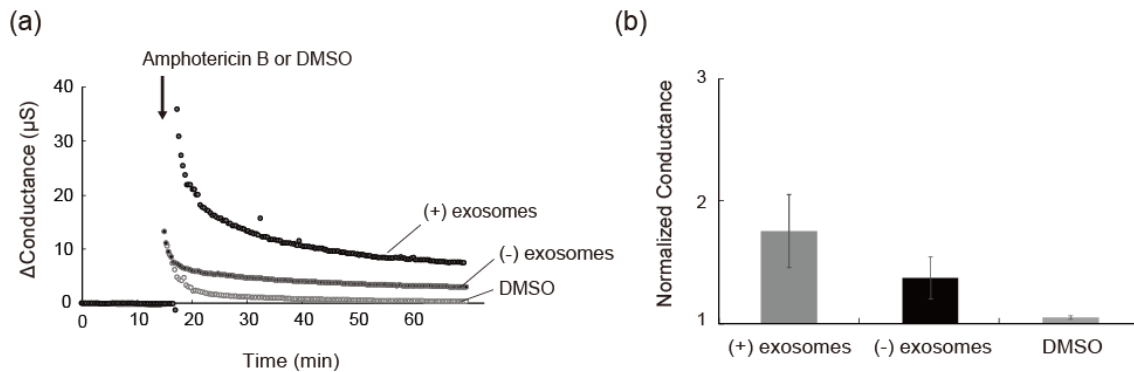 (a)
Amphotericin B or DMSO
40
30
20
10
0
ΔConductance (µS)
(+) exosomes
(-) exosomes
DMSO
0 10 20 30 40 50 60
Time (min)
(b)
3
2
1
Normalized Conductance
(+) exosomes (-) exosomes DMSO